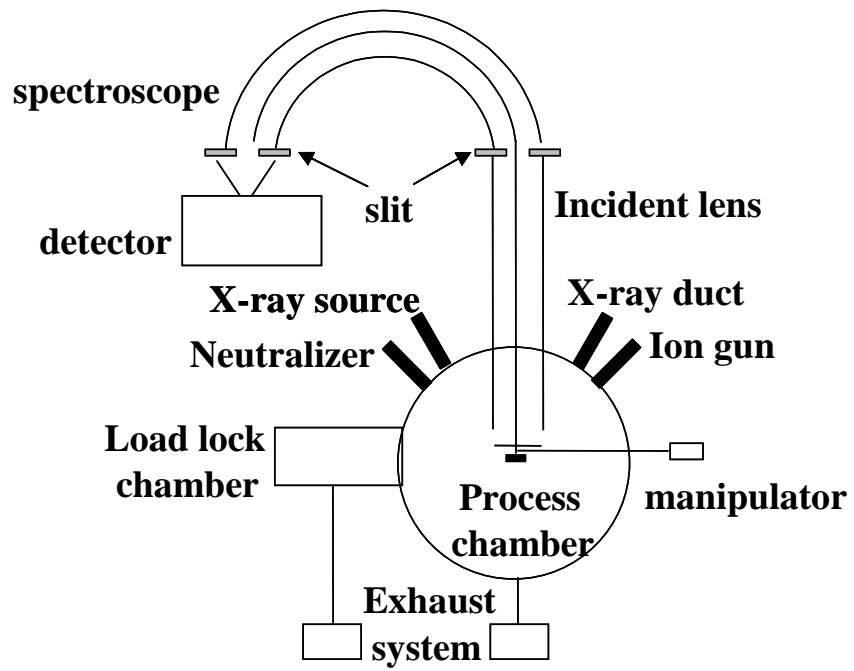 spectroscope
slit
Incident lens
detector
X-ray source
X-ray duct
Neutralizer
Ion gun
Load lock
chamber
Process
chamber
manipulator
Exhaust
system